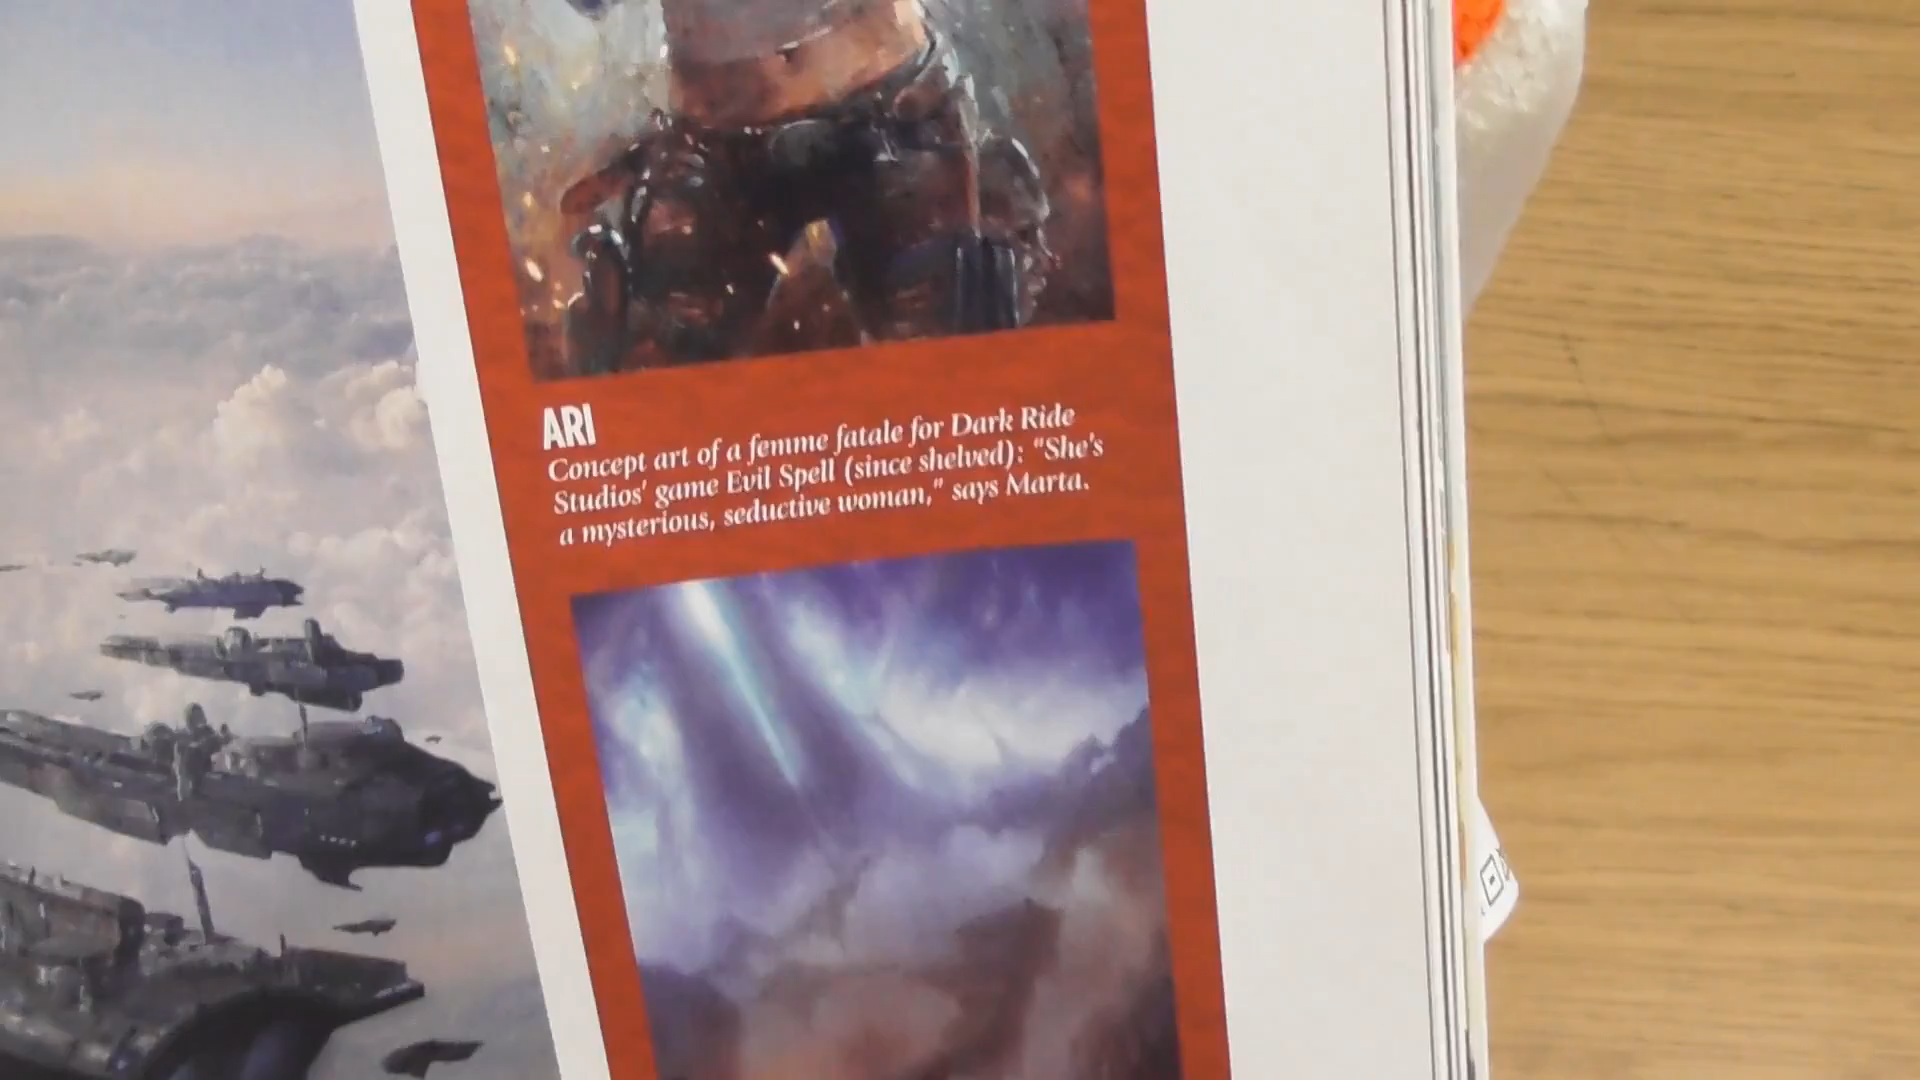 ARI
Concept art of a femme fatale for Dark Ride
Studios' game Evil Spell (since shelved): "She's
a mysterious, seductive woman," says Marta.